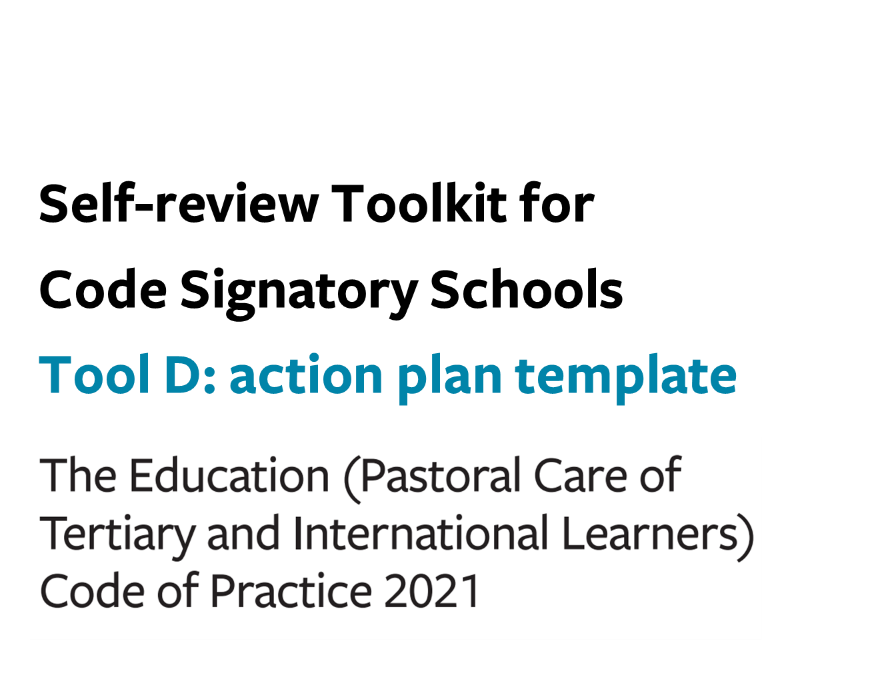 Self-review Toolkit for
Code Signatory Schools
Tool D: action plan template
The Education (Pastoral Care of
Tertiary and International Learners)
Code of Practice 2021